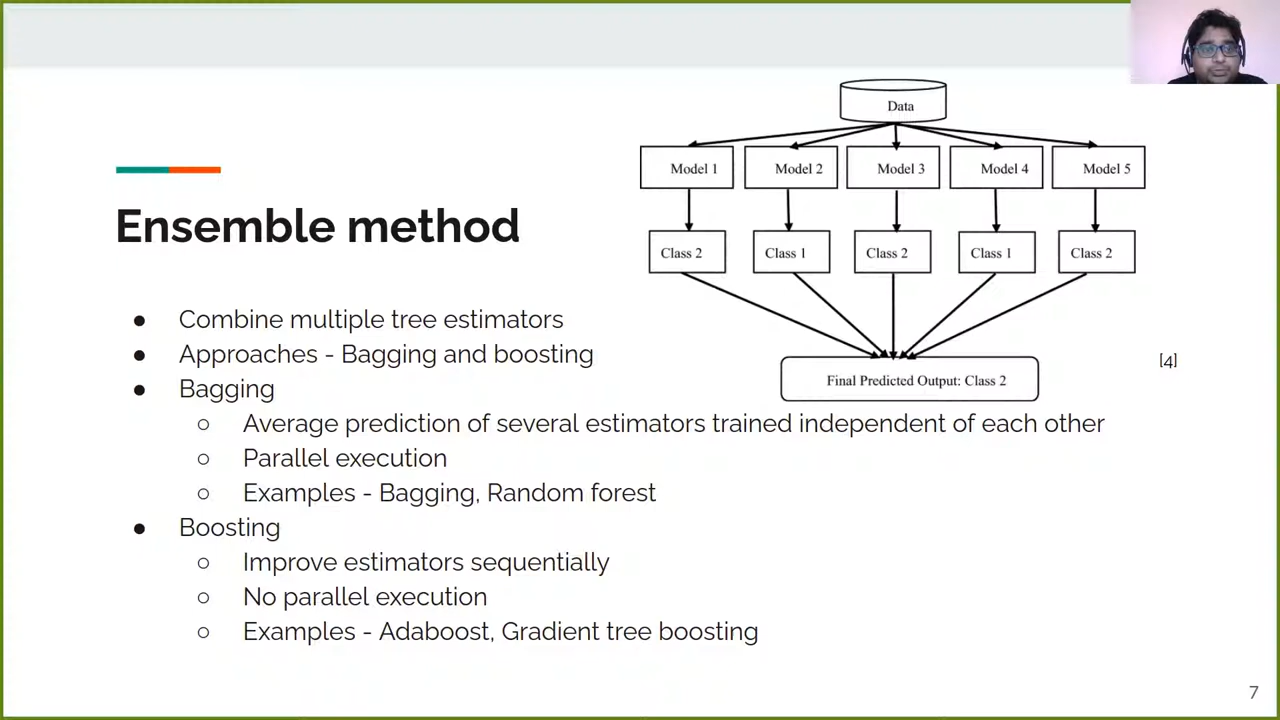 Data
Model 1 Model 2 Model 3 Model 4 Model 5
Class 2 Class 1 Class 2 Class 1 Class 2
Final Predicted Output: Class 2
[4]
Ensemble method
● Combine multiple tree estimators
● Approaches - Bagging and boosting
● Bagging
○ Average prediction of several estimators trained independent of each other
○ Parallel execution
○ Examples - Bagging, Random forest
● Boosting
○ Improve estimators sequentially
○ No parallel execution
○ Examples - Adaboost, Gradient tree boosting
7